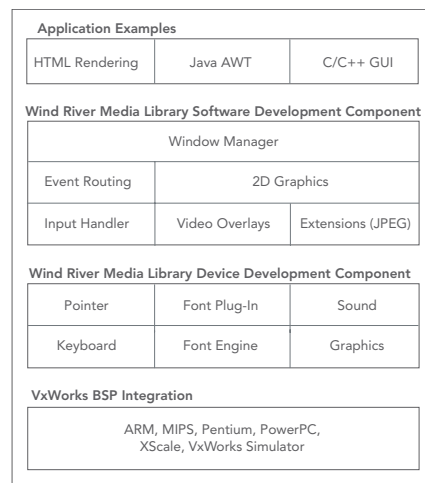 Application Examples
HTML Rendering Java AWT C/C++ GUI
Wind River Media Library Software Development Component
Window Manager
Event Routing 2D Graphics
Input Handler Video Overlays Extensions (JPEG)
Wind River Media Library Device Development Component
Pointer Font Plug-In Sound
Keyboard Font Engine Graphics
VxWorks BSP Integration
ARM, MIPS, Pentium, PowerPC,
XScale, VxWorks Simulator